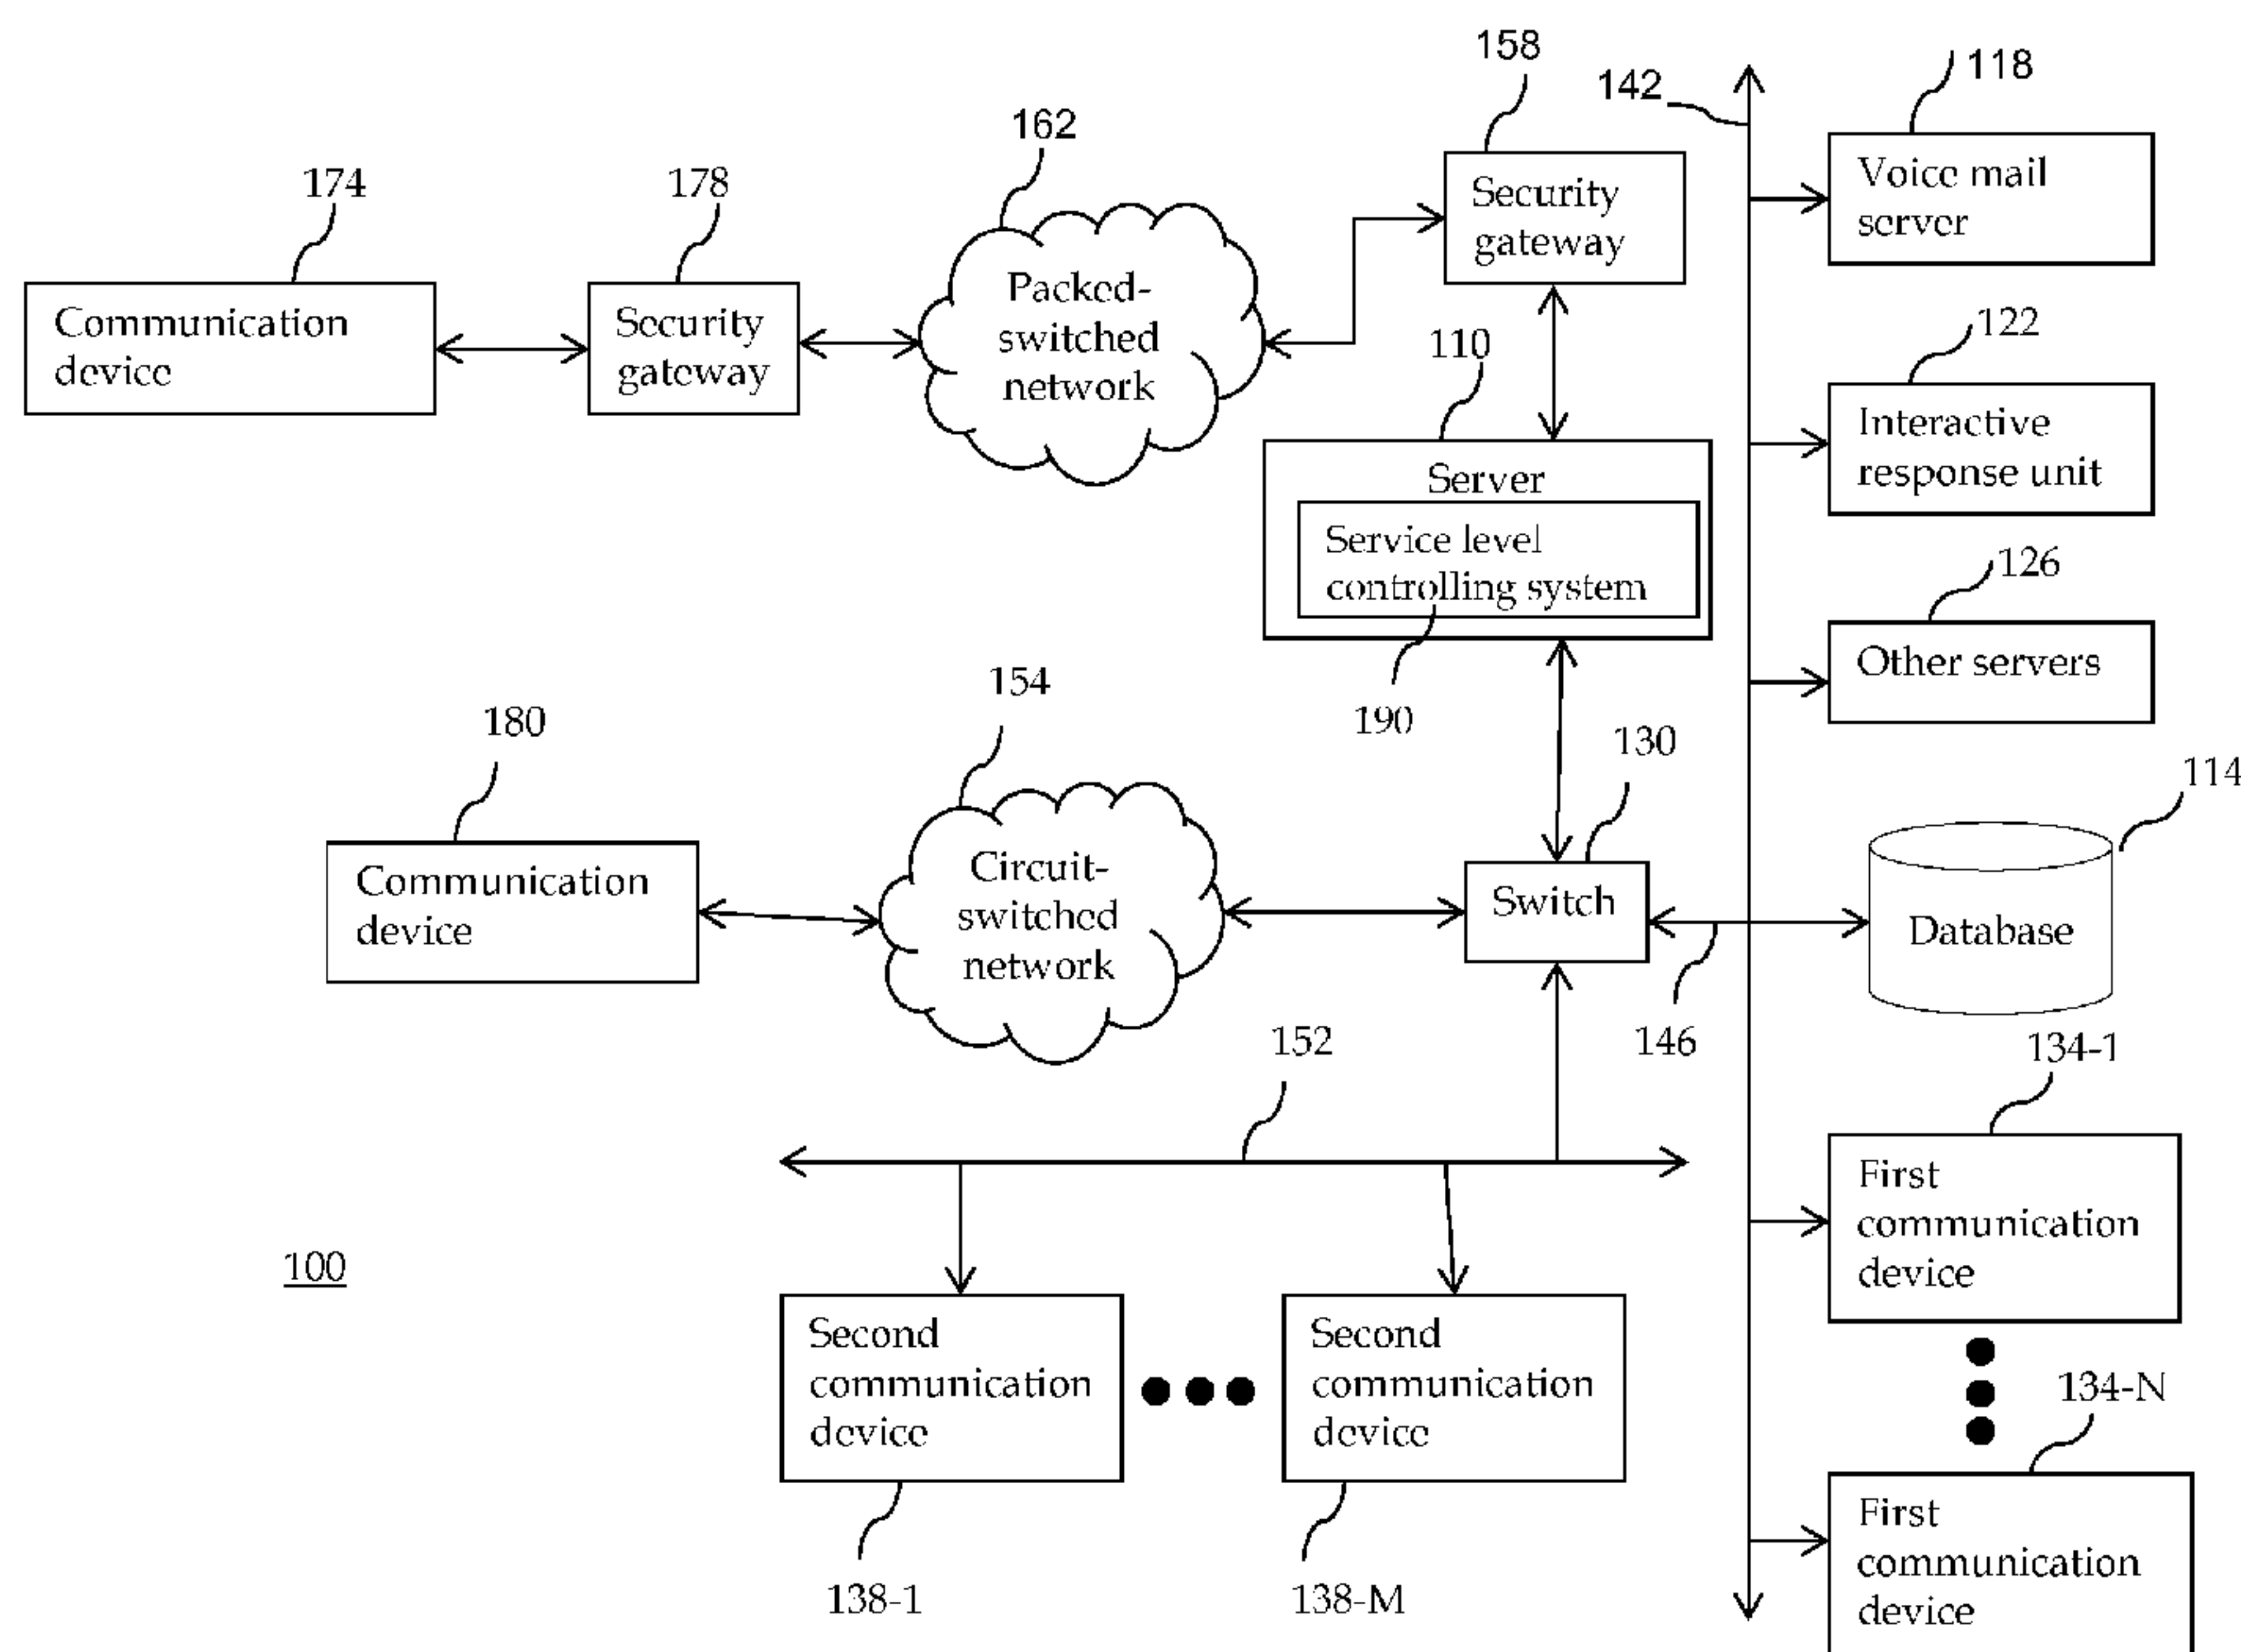 158
142
118
162
174
178
Voice mail
server
Security
gateway
Communication
device
Security
gateway
Packed-
switched
network
110
122
Interactive
response unit
Server
Service level
controlling system
126
Other servers
190
154
180
130
114
Communication
device
Circuit-
switched
network
Switch
Database
152
146
134-1
First
communication
device
100
Second
communication
device
Second
communication
device
134-N
First
communication
device
138-1
138-M